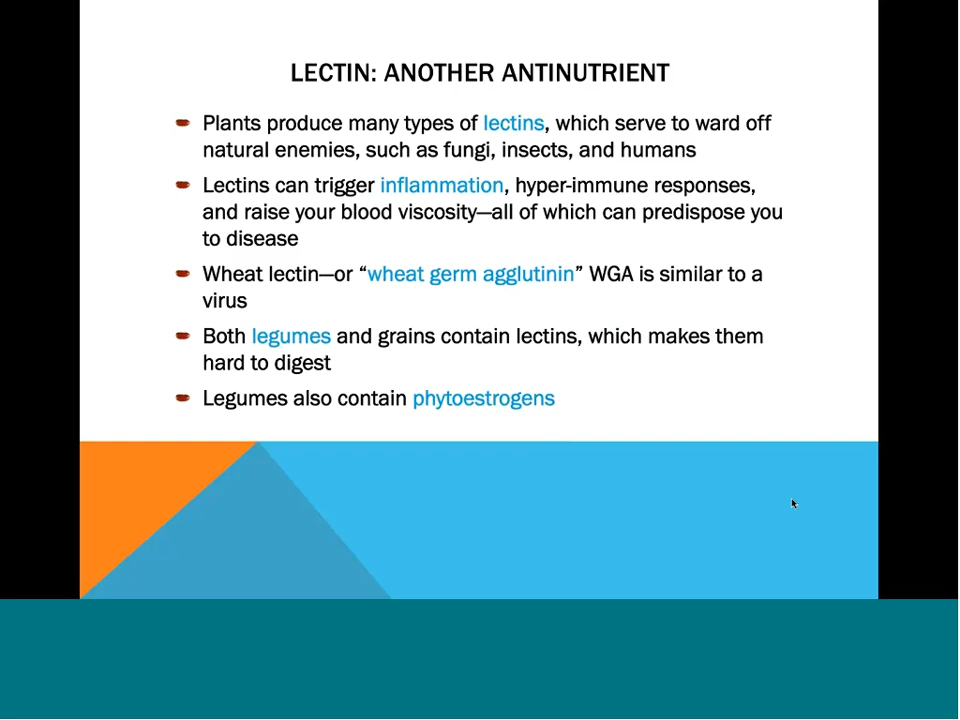 LECTIN: ANOTHER ANTINUTRIENT
Plants produce many types of lectins, which serve to ward off
natural enemies, such as fungi, insects, and humans
Lectins can trigger inflammation, hyper-immune responses,
and raise your blood viscosity—all of which can predispose you
to disease
Wheat lectin—or “wheat germ agglutinin” WGA is similar to a
virus
Both legumes and grains contain lectins, which makes them
hard to digest
Legumes also contain phytoestrogens